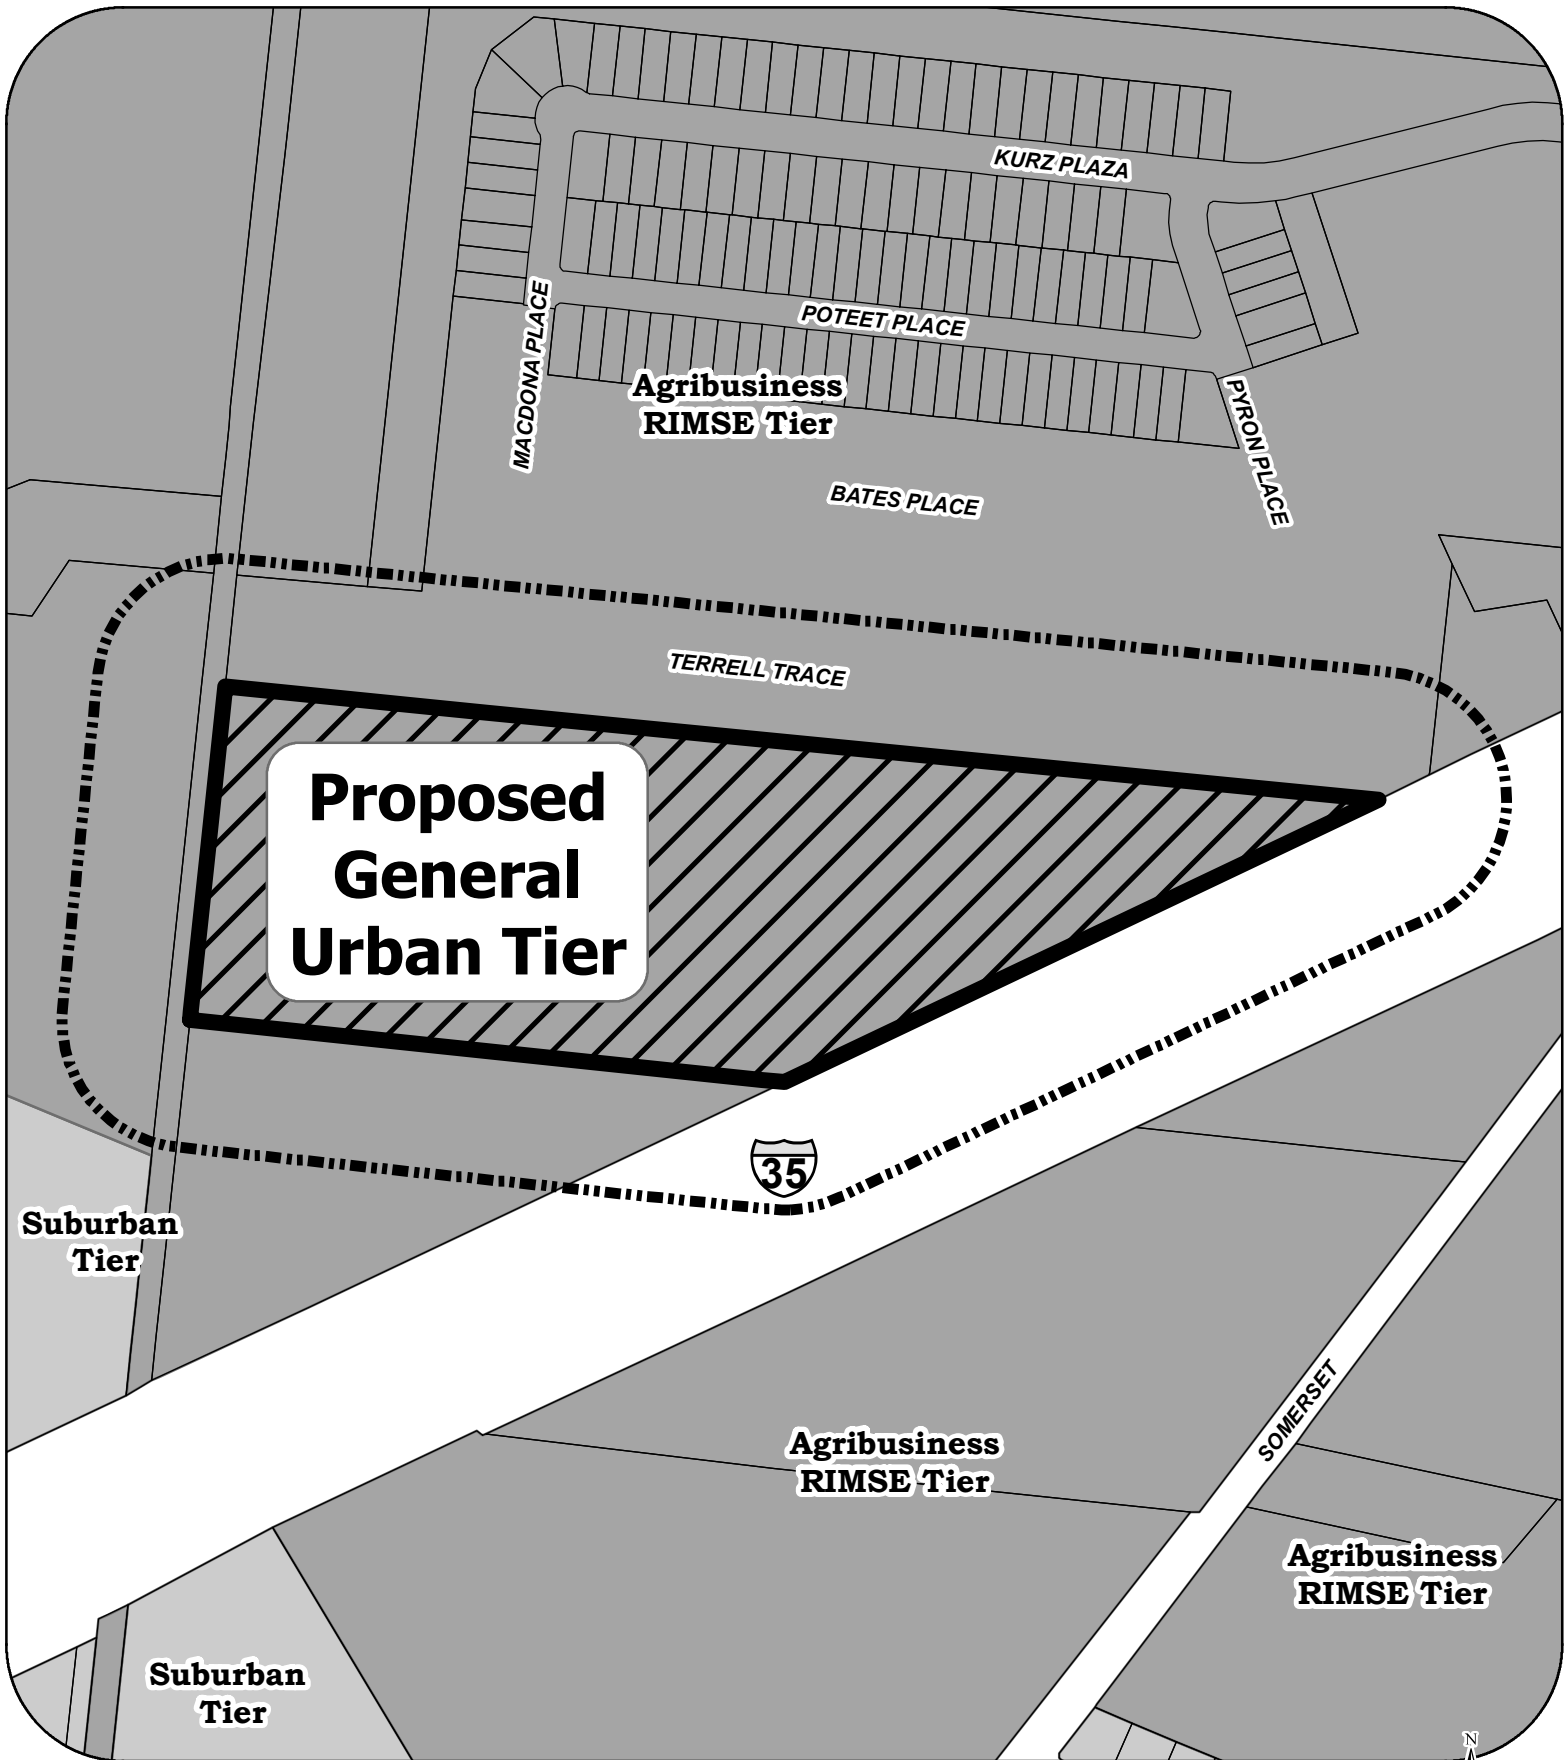 KURZ PLAZA
MACDONA PLACE
POTEET PLACE
Agribusiness
RIMSE Tier
PYRON PLACE
BATES PLACE
TERRELL TRACE
Proposed
General
Urban Tier
35
Suburban
Tier
SOMERSET
Agribusiness
RIMSE Tier
Agribusiness
RIMSE Tier
Suburban
Tier
N